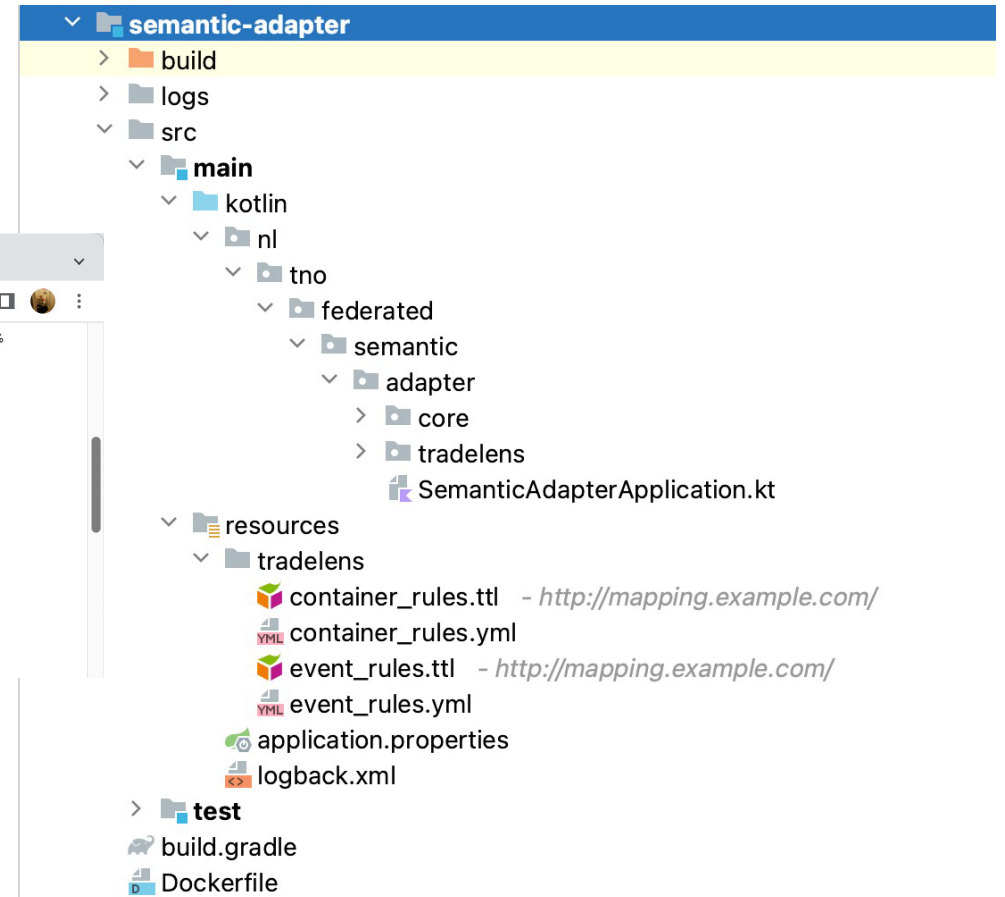 semantic-adapter
build
logs
src
main
kotlin
nl
tno
federated
semantic
adapter
core
tradelens
SemanticAdapterApplication.kt
resources
tradelens
container_rules.ttl - http://mapping.example.com/
YML container_rules.yml
event_rules.ttl - http://mapping.example.com/
YML event_rules.yml
application.properties
<> logback.xml
test
build.gradle
D Dockerfile